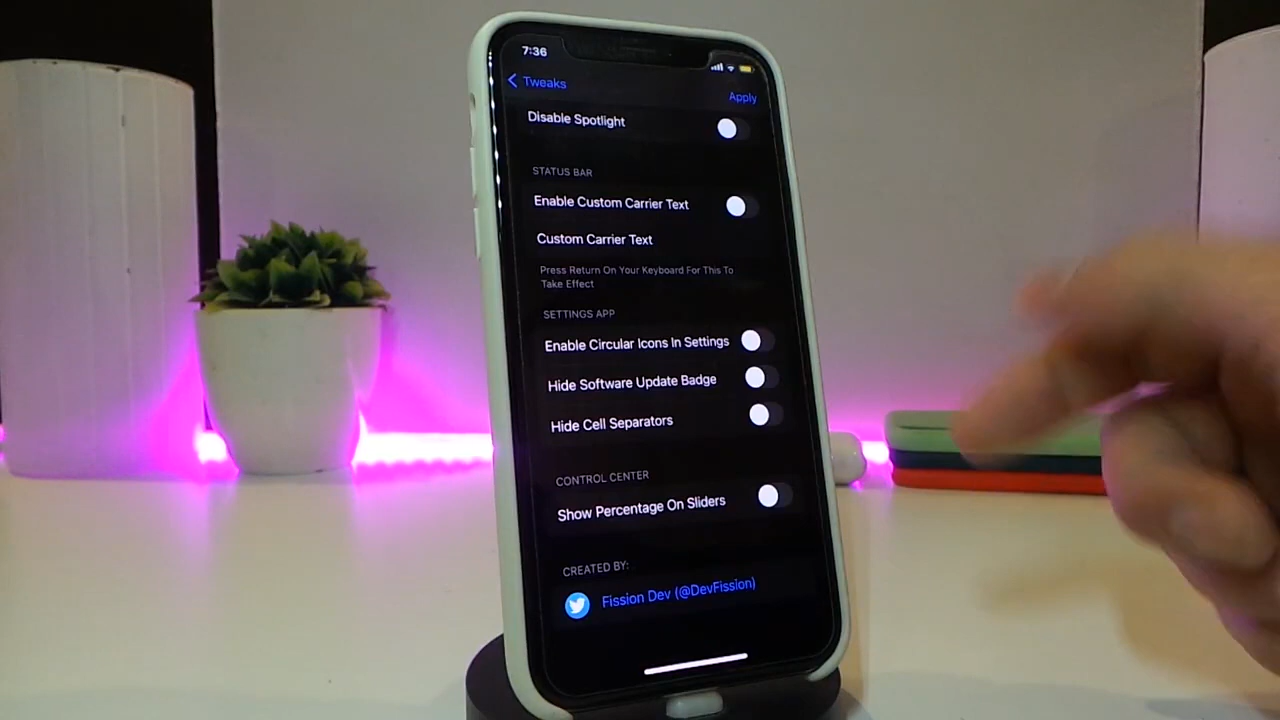 7:36
Tweaks
Apply
Disable Spotlight
STATUS BAR
Enable Custom Carrier Text
Custom Carrier Text
Press Return On Your Keyboard For This To
Take Effect
SETTINGS APP
Enable Circular Icons In Settings
Hide Software Update Badge
Hide Cell Separators
CONTROL CENTER
Show Percentage On Sliders
CREATED BY:
Fission Dev (@DevFission)